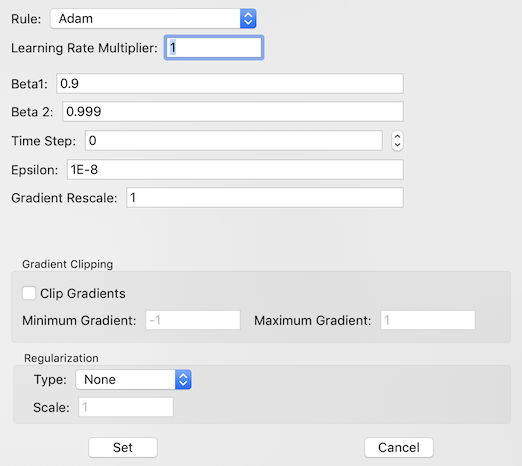 Rule: Adam
Learning Rate Multiplier: 1
Beta1: 0.9
Beta 2: 0.999
Time Step: 0
Epsilon: 1E-8
Gradient Rescale: 1
Gradient Clipping
Clip Gradients
Minimum Gradient: -1 Maximum Gradient: 1
Regularization
Type: None
Scale: 1
Set Cancel